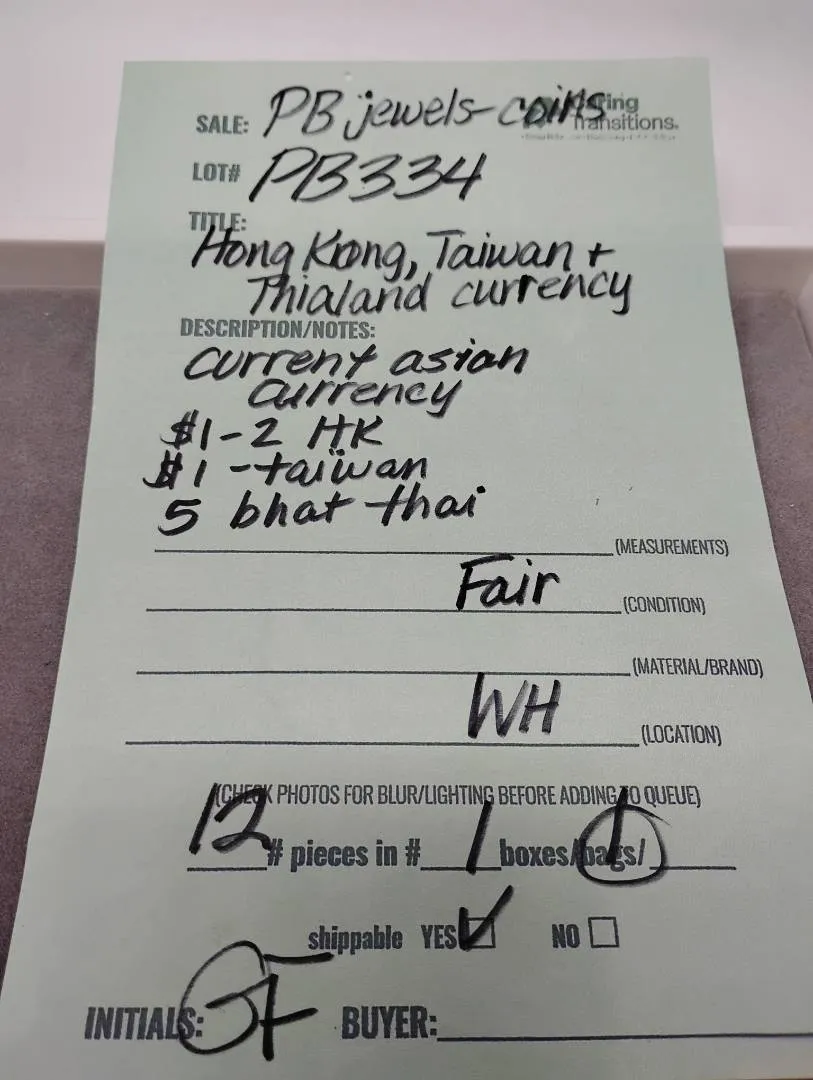 SALE: PB jewels-coins
Transitions.
LOT# PB334
TITLE:
Hong Kong, Taiwan +
Thialand currency
DESCRIPTION/NOTES:
current asian
currency
$1-2 HK
$1 -taiwan
5 bhat thai
(MEASUREMENTS)
Fair (CONDITION)
(MATERIAL/BRAND)
WH (LOCATION)
(CHECK PHOTOS FOR BLUR/LIGHTING BEFORE ADDING TO QUEUE)
12 # pieces in # 1 boxes/bags/
shippable YES NO
INITIALS: BUYER: